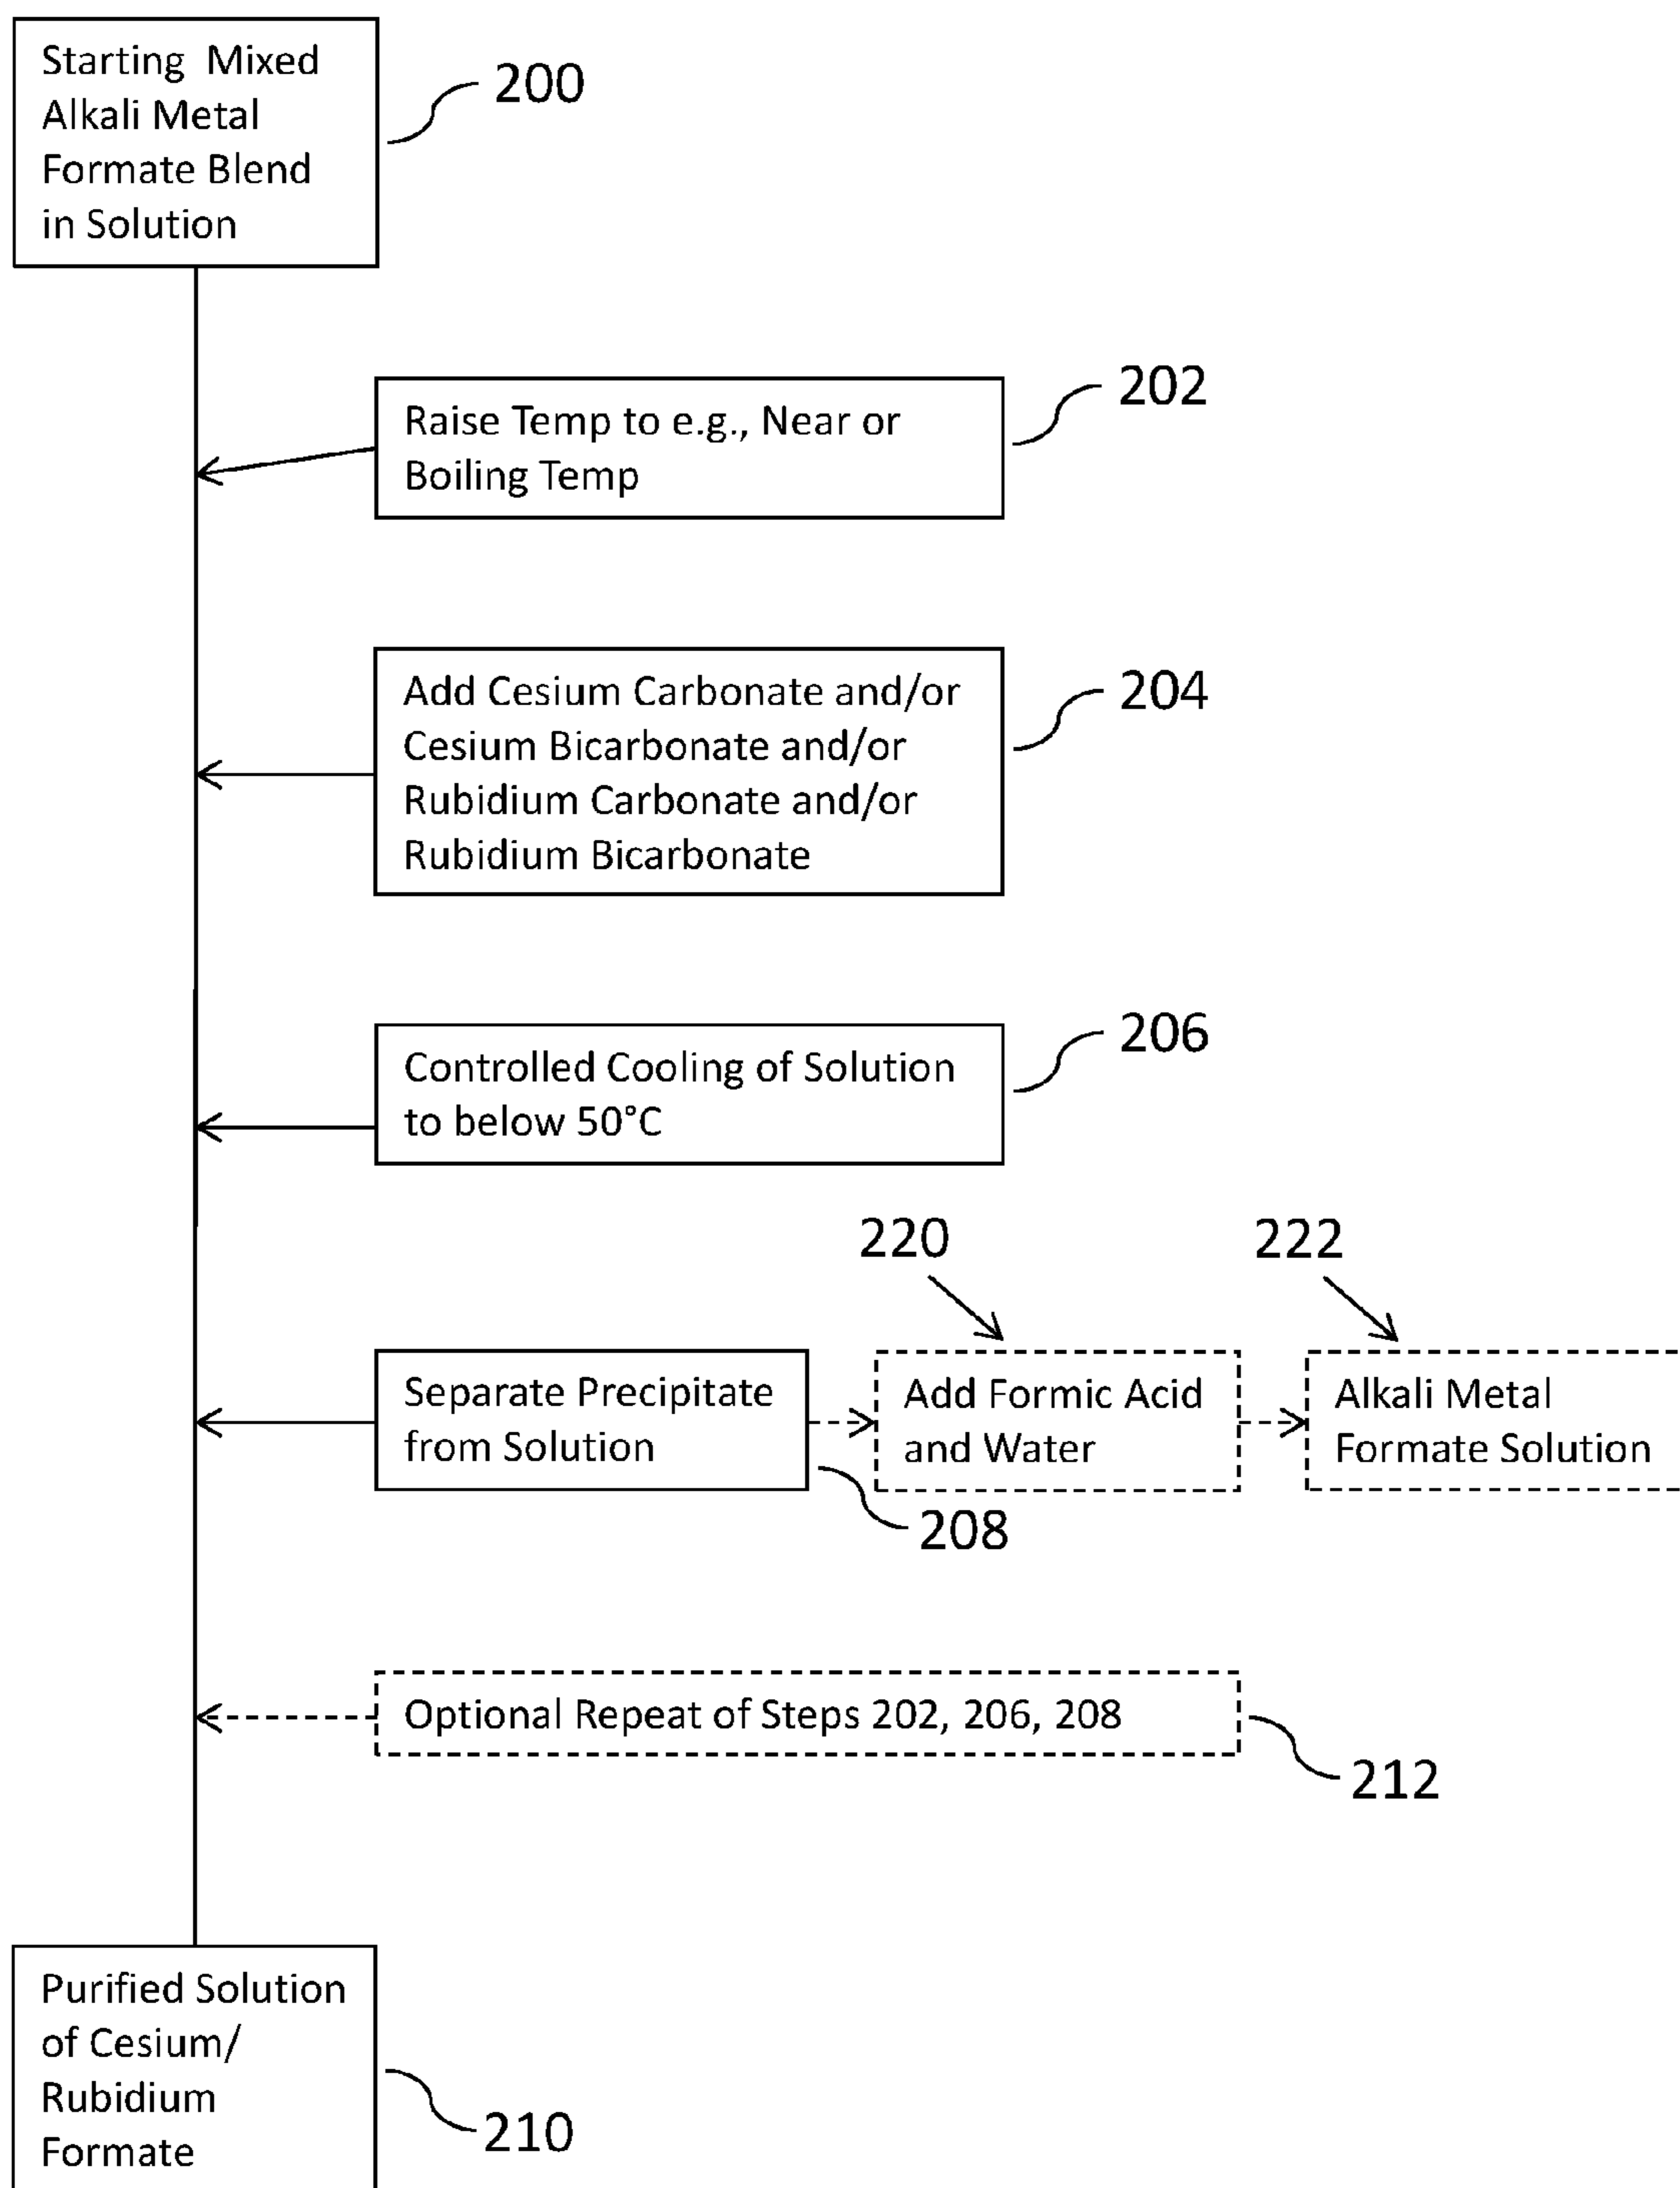 Starting Mixed
Alkali Metal
Formate Blend
in Solution
200
Raise Temp to e.g., Near or
Boiling Temp
202
Add Cesium Carbonate and/or
Cesium Bicarbonate and/or
Rubidium Carbonate and/or
Rubidium Bicarbonate
204
Controlled Cooling of Solution
to below 50°C
206
Separate Precipitate
from Solution
208
220
Add Formic Acid
and Water
222
Alkali Metal
Formate Solution
Optional Repeat of Steps 202, 206, 208
212
Purified Solution
of Cesium/
Rubidium
Formate
210